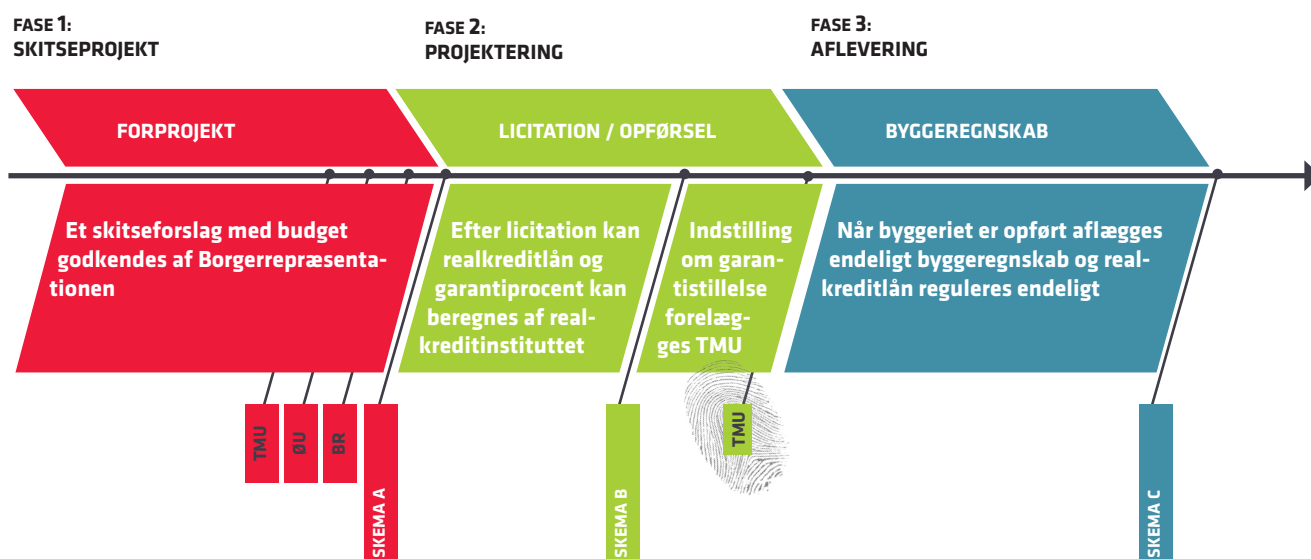 FASE 1:
SKITSEPROJEKT
FASE 2:
PROJEKTERING
FASE 3:
AFLEVERING
FORPROJEKT
LICITATION / OPFØRSEL
BYGGEREGNSKAB
Et skitseforslag med budget
godkendes af Borgerrepræsenta-
tionen
Efter licitation kan
realkreditlån og
garantiprocent kan
beregnes af real-
kreditinstituttet
Indstilling
om garan-
tistillelse
forelæg-
ges TMU
Når byggeriet er opført aflægges
endeligt byggeregnskab og real-
kreditlån reguleres endeligt
TMU
ØU
BR
SKEMA A
SKEMA B
TMU
SKEMA C